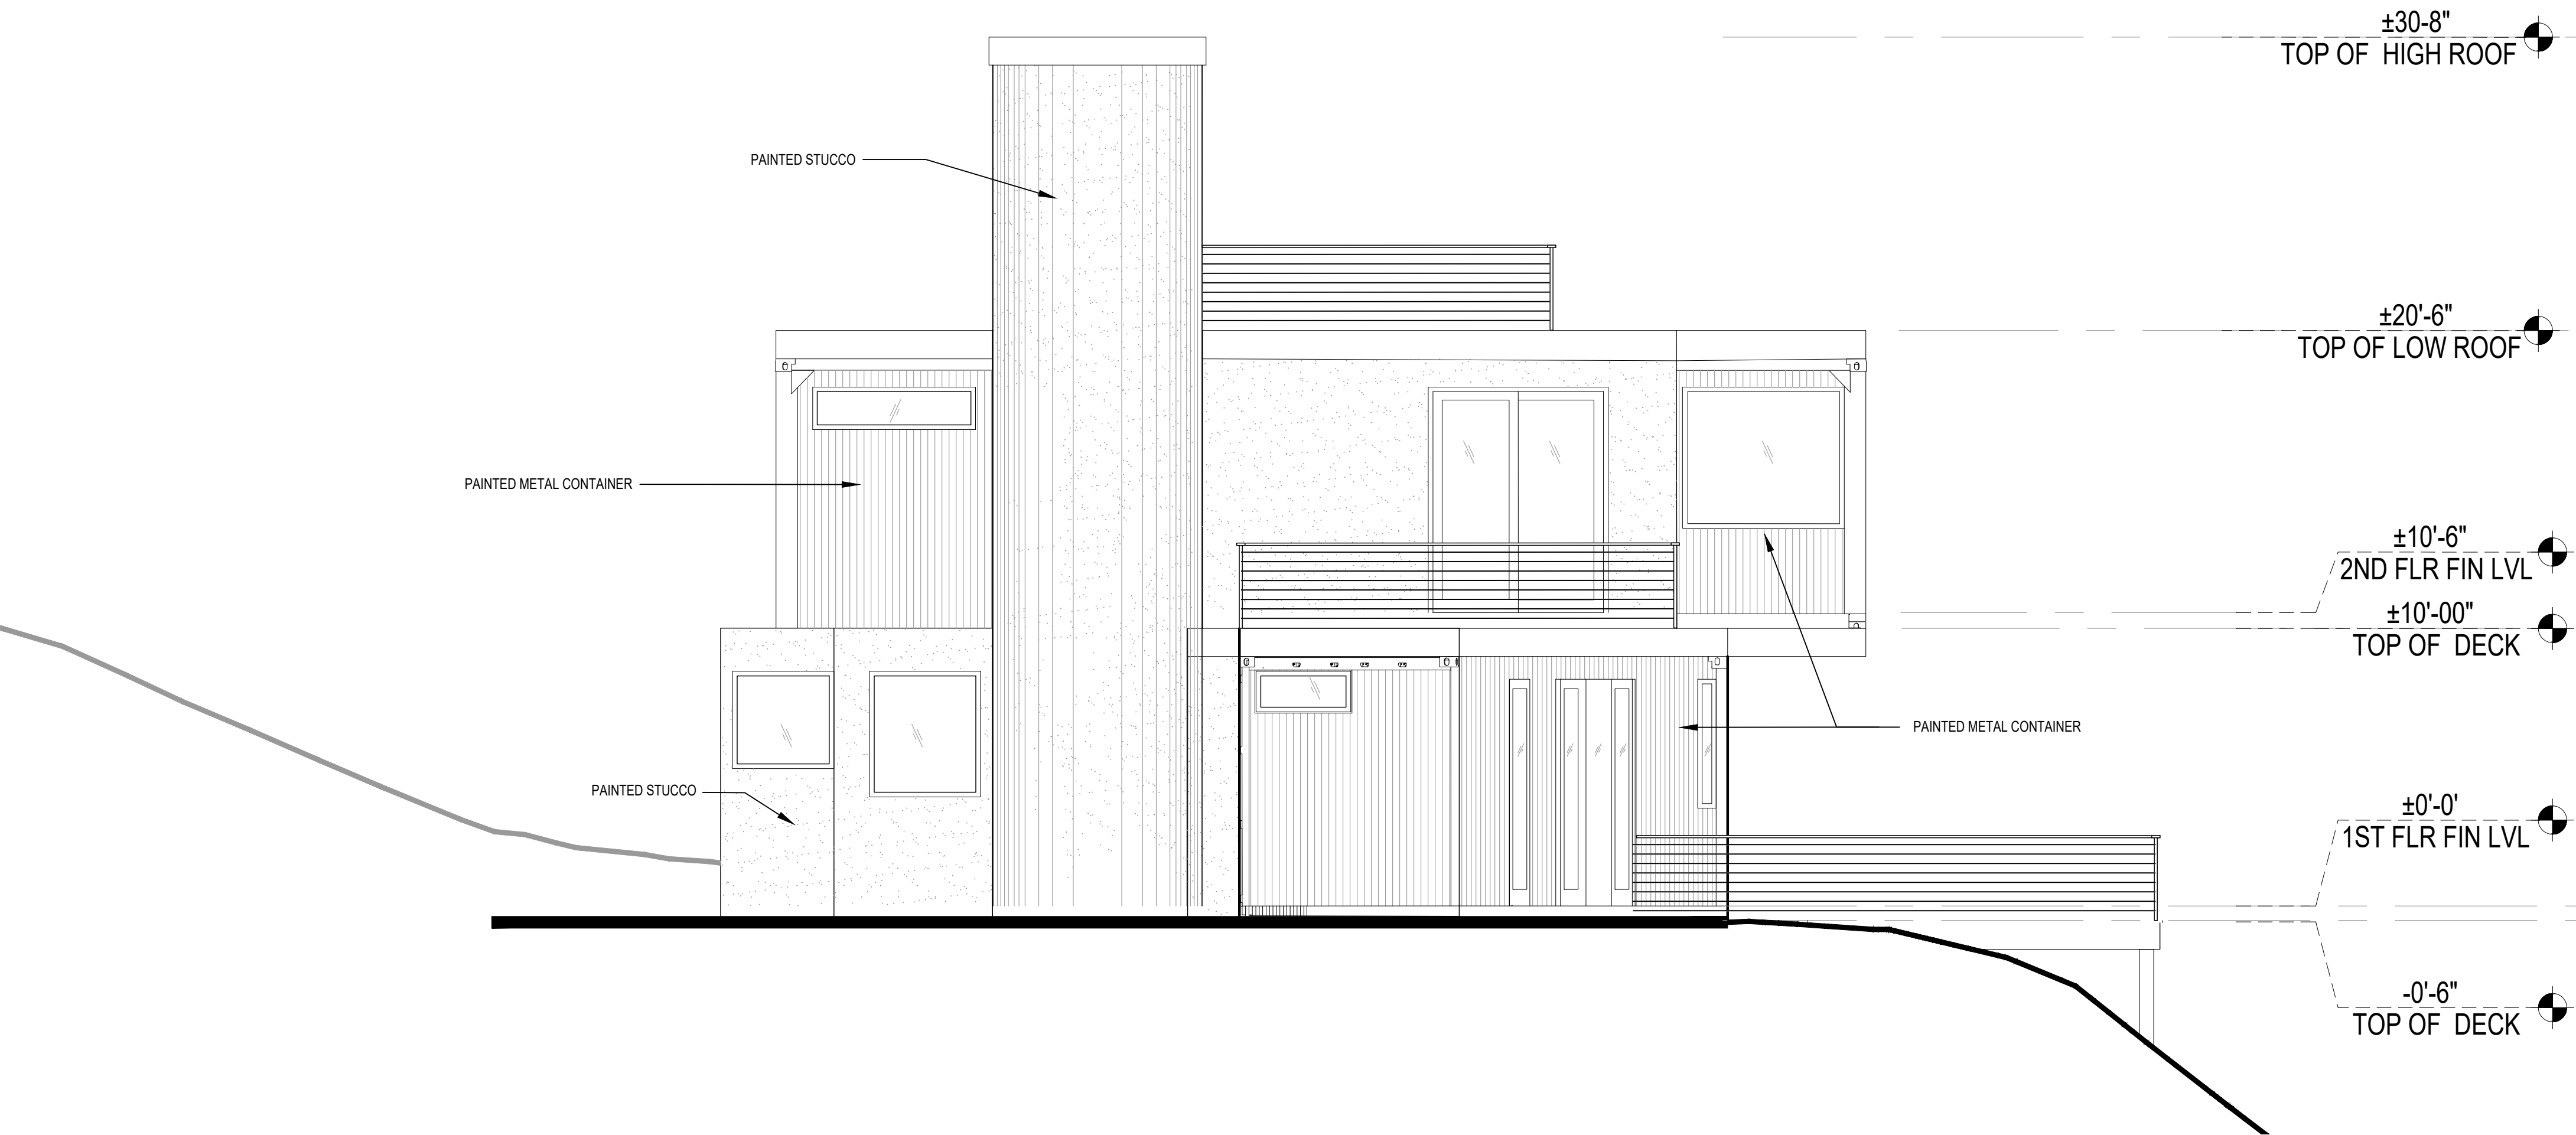 ±30-8"
TOP OF HIGH ROOF
PAINTED STUCCO
±20'-6"
TOP OF LOW ROOF
PAINTED METAL CONTAINER
±10'-6"
2ND FLR FIN LVL
±10'-00"
TOP OF DECK
PAINTED METAL CONTAINER
PAINTED STUCCO
±0'-0'
1ST FLR FIN LVL
-0'-6"
TOP OF DECK